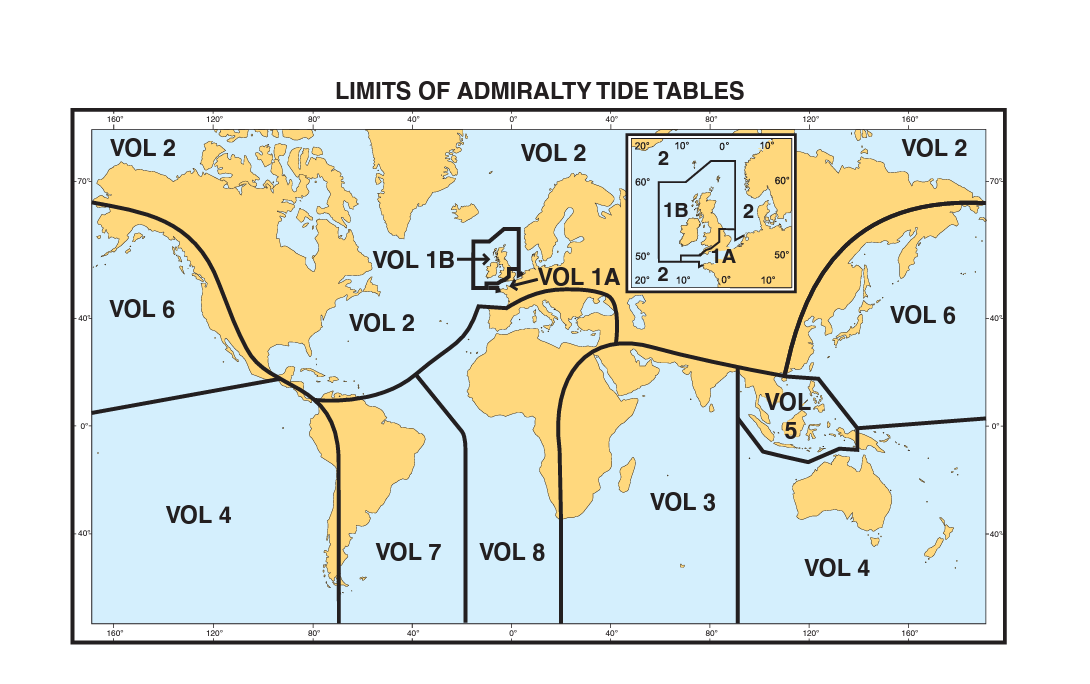 LIMITS OF ADMIRALTY TIDE TABLES
160° 120° 80° 40° 0° 40° 80° 120° 160°
VOL 2
VOL 2
VOL 2
20° 10° 0° 10°
2
70°
70°
60°
60°
1B
2
50°
50°
1A
2
20° 10° 0° 10°
VOL 1B
VOL 1A
VOL 6
VOL 2
VOL 6
40°
40°
VOL
5
0°
0°
VOL 4
VOL 3
40°
40°
VOL 7
VOL 8
VOL 4
160° 120° 80° 40° 0° 40° 80° 120° 160°